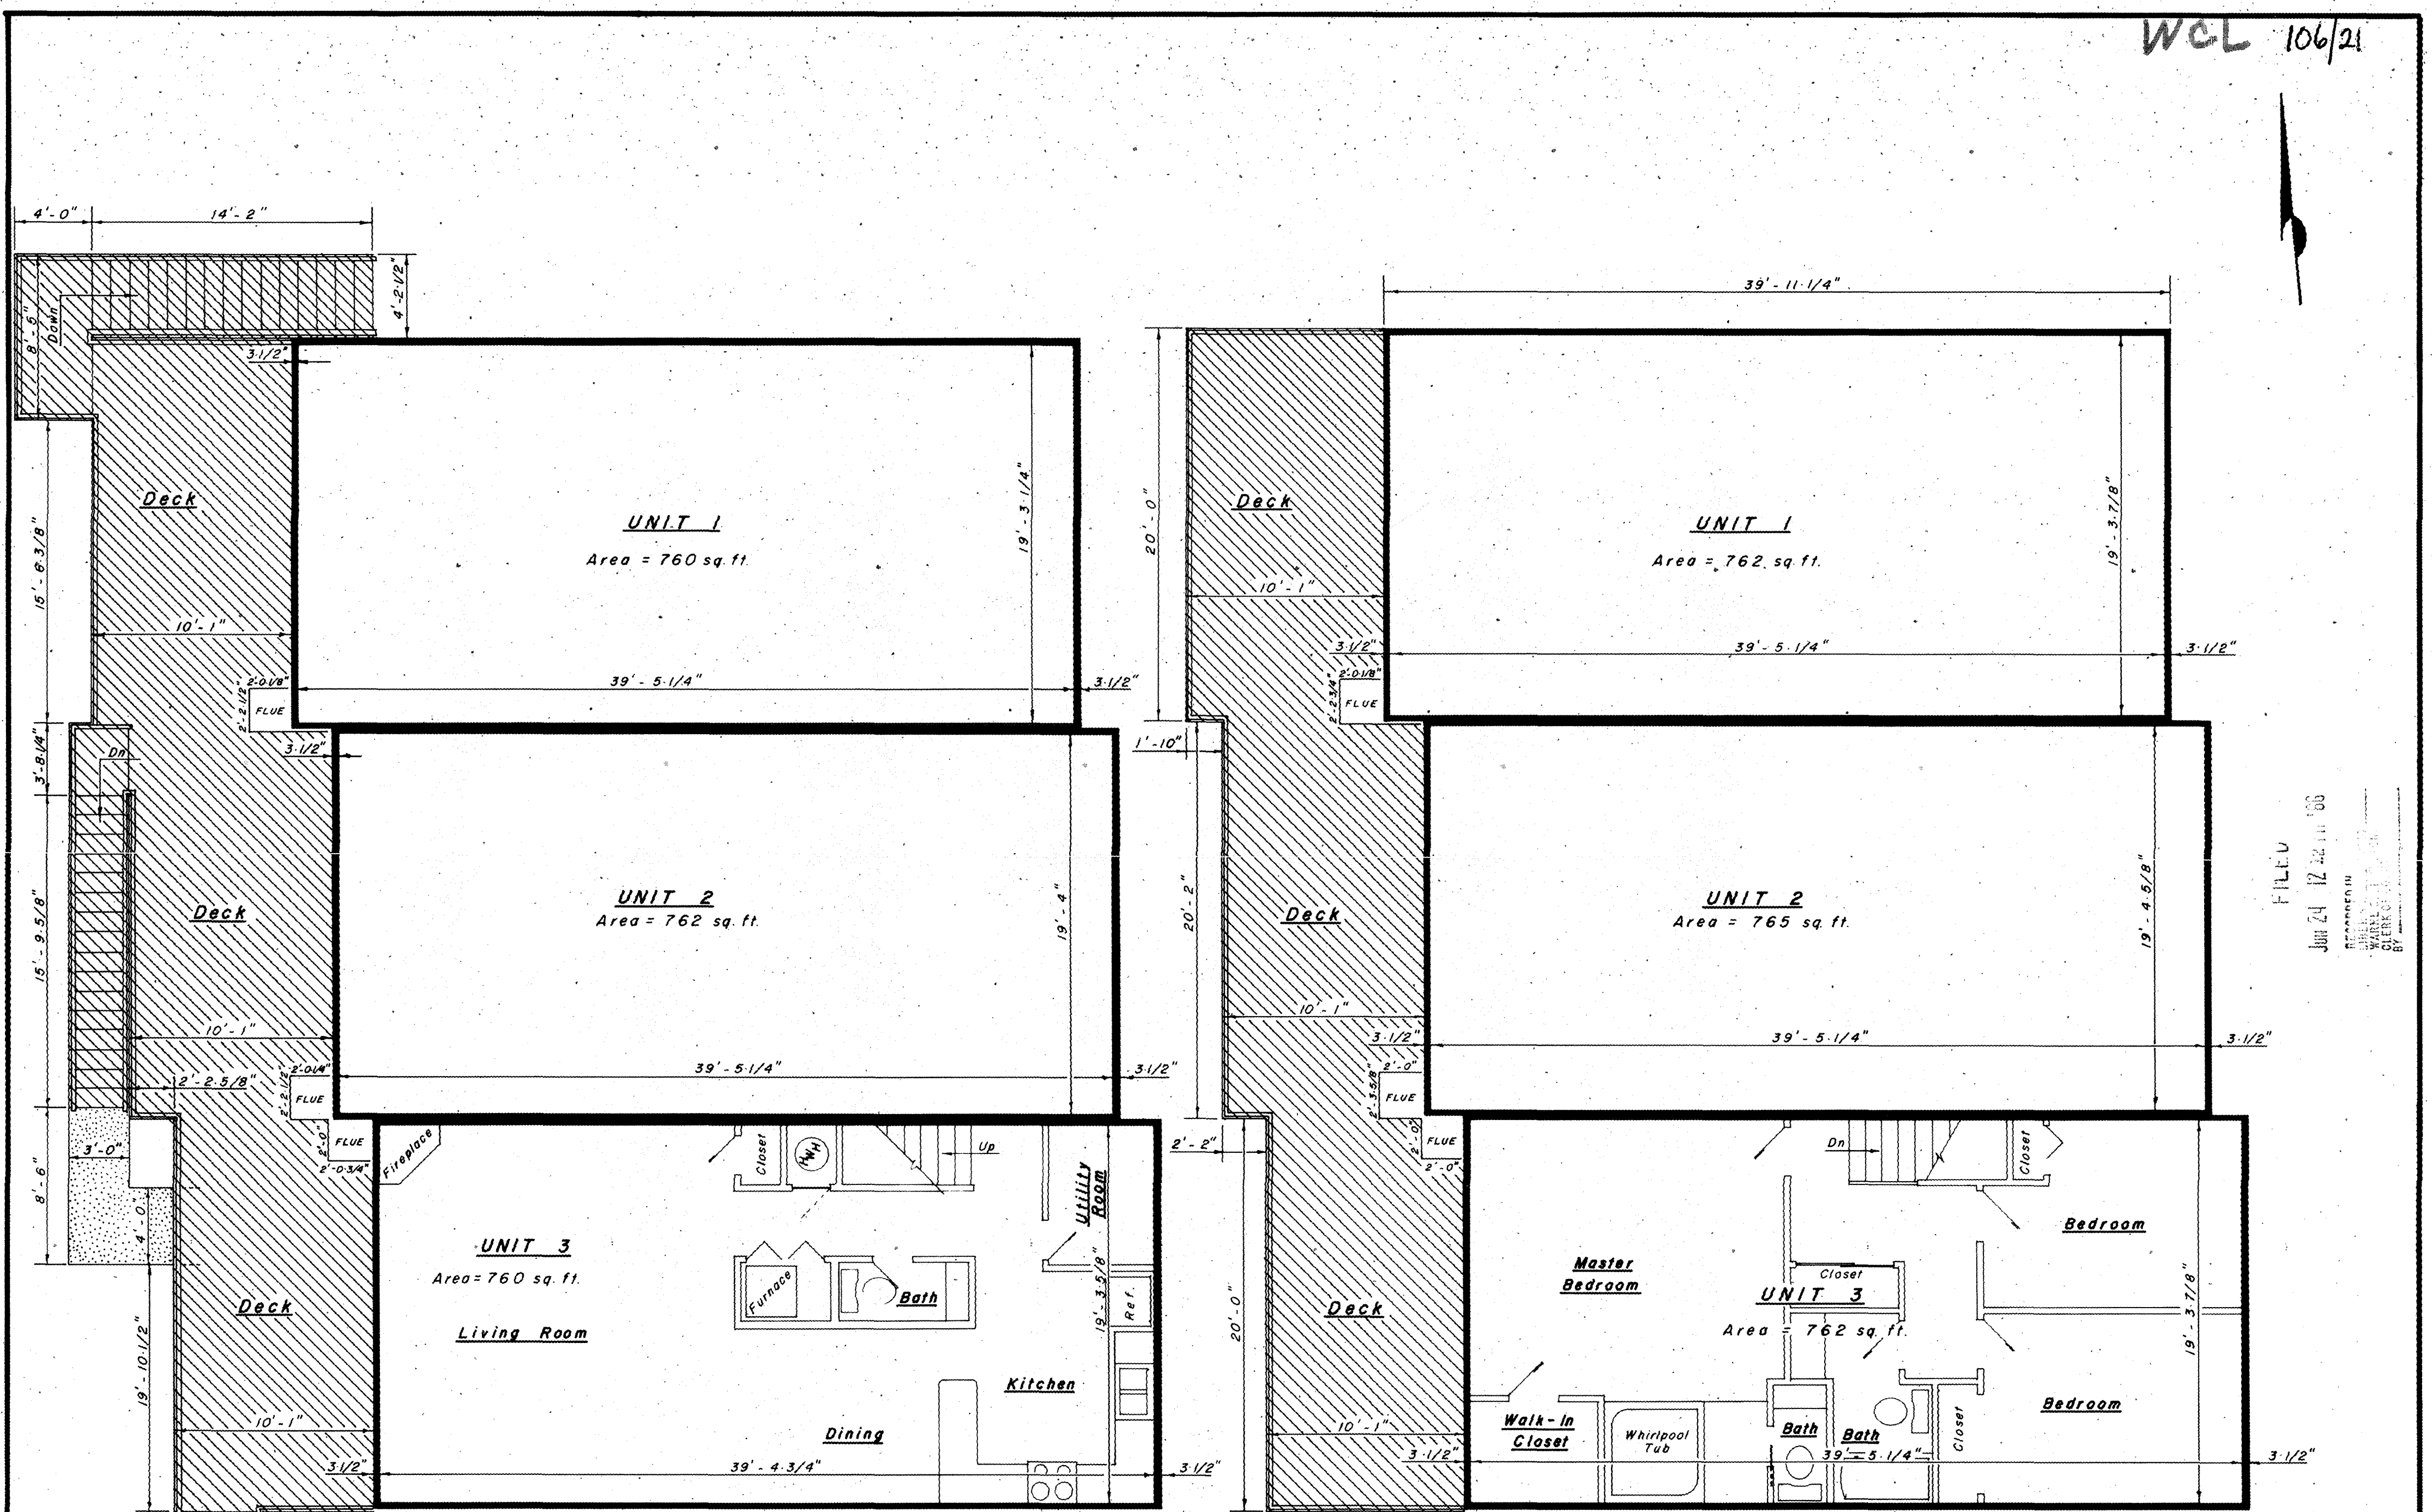 WCL 106/21
4'-0"
14'-2"
4'-2-1/2"
8'-5"
Down
3-1/2"
15'-6-3/8"
Deck
UNIT 1
Area = 760 sq. ft.
19'-3-1/4"
10'-1"
39'-5-1/4"
3-1/2"
2'-0-1/8"
2'-2-1/2"
FLUE
3'-8-1/4"
Dn
3-1/2"
15'-9-5/8"
Deck
UNIT 2
Area = 762 sq. ft.
19'-4"
10'-1"
39'-5-1/4"
3-1/2"
2'-2-5/8"
2'-0-1/4"
2'-2-1/2"
FLUE
3'-0"
8'-6"
4'-0"
2'-0"
FLUE
2'-0-3/4"
Fireplace
Closet
HWH
Up
Utility
Room
UNIT 3
Area = 760 sq. ft.
Living Room
Furnace
Bath
19'-3-5/8"
Ref.
Deck
19'-10-1/2"
Kitchen
Dining
10'-1"
3-1/2"
39'-4-3/4"
3-1/2"
39'-11-1/4"
20'-0"
Deck
UNIT 1
Area = 762 sq. ft.
19'-3-7/8"
10'-1"
3-1/2"
39'-5-1/4"
3-1/2"
2'-0-1/8"
2'-2-3/4"
FLUE
1'-10"
20'-2"
Deck
UNIT 2
Area = 765 sq. ft.
19'-4-5/8"
10'-1"
3-1/2"
39'-5-1/4"
3-1/2"
2'-0"
2'-3-5/8"
FLUE
2'-2"
2'-0"
FLUE
2'-0"
Dn
Closet
Bedroom
Master
Bedroom
Closet
UNIT 3
Area = 762 sq. ft.
19'-3-7/8"
Deck
20'-0"
Bedroom
Walk-In
Closet
Whirlpool
Tub
Bath
Bath
Closet
10'-1"
3-1/2"
39'-5-1/4"
3-1/2"
FILED
JUN 24 12 22
CLERK OF
BY